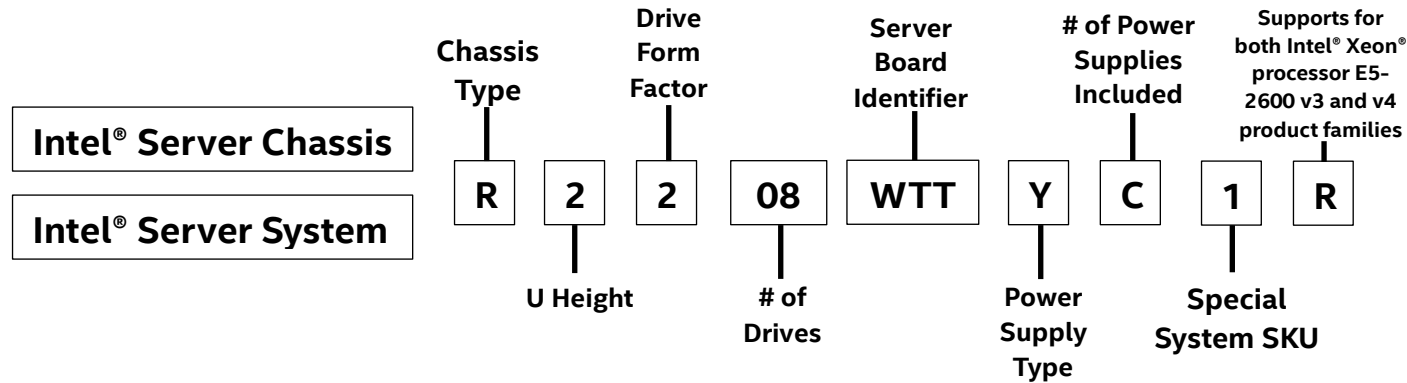 Chassis
Type
Drive
Form
Factor
Server
Board
Identifier
# of Power
Supplies
Included
Supports for
both Intel® Xeon®
processor E5-
2600 v3 and v4
product families
Intel® Server Chassis
Intel® Server System
R 2 2 08 WTT Y C 1 R
U Height
# of
Drives
Power
Supply
Type
Special
System SKU